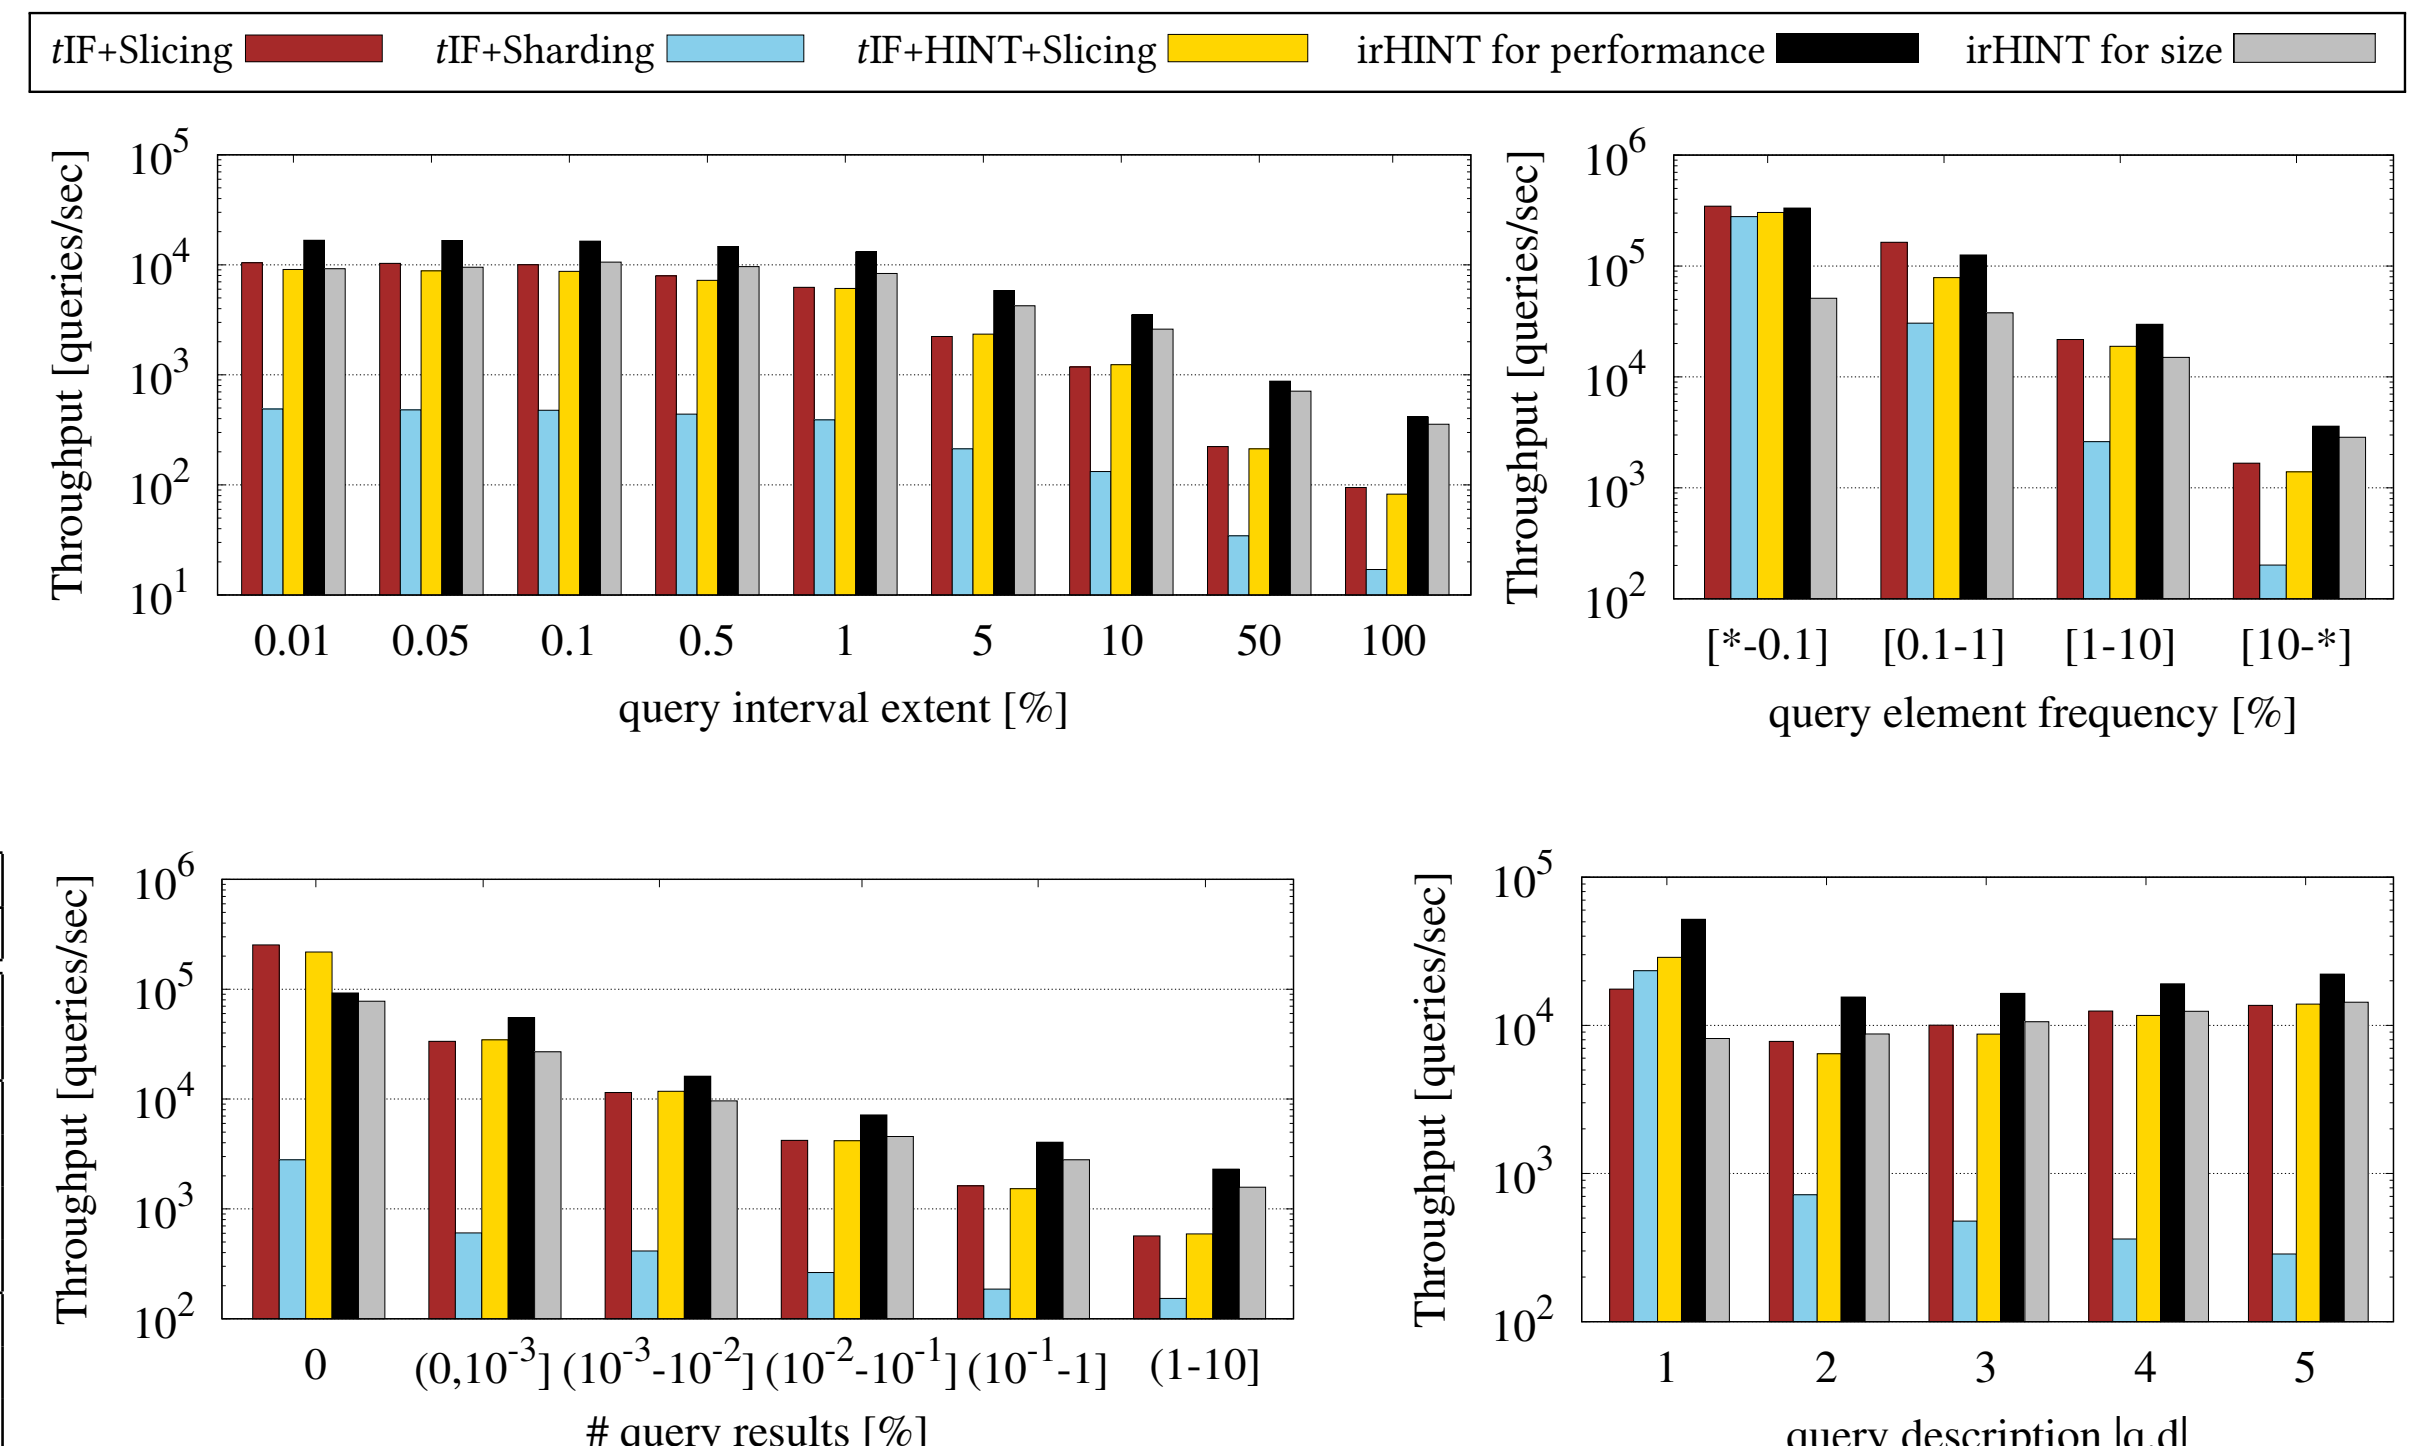 tIF+Slicing tIF+Sharding tIF+HINT+Slicing irHINT for performance irHINT for size
Throughput [queries/sec]
10^5
10^4
10^3
10^2
10^1
0.01 0.05 0.1 0.5 1 5 10 50 100
query interval extent [%]
Throughput [queries/sec]
10^6
10^5
10^4
10^3
10^2
[*-0.1] [0.1-1] [1-10] [10-*]
query element frequency [%]
Throughput [queries/sec]
10^6
10^5
10^4
10^3
10^2
0 (0,10^-3] (10^-3-10^-2] (10^-2-10^-1] (10^-1-1] (1-10]
# query results [%]
Throughput [queries/sec]
10^5
10^4
10^3
10^2
1 2 3 4 5
query description |q.d|